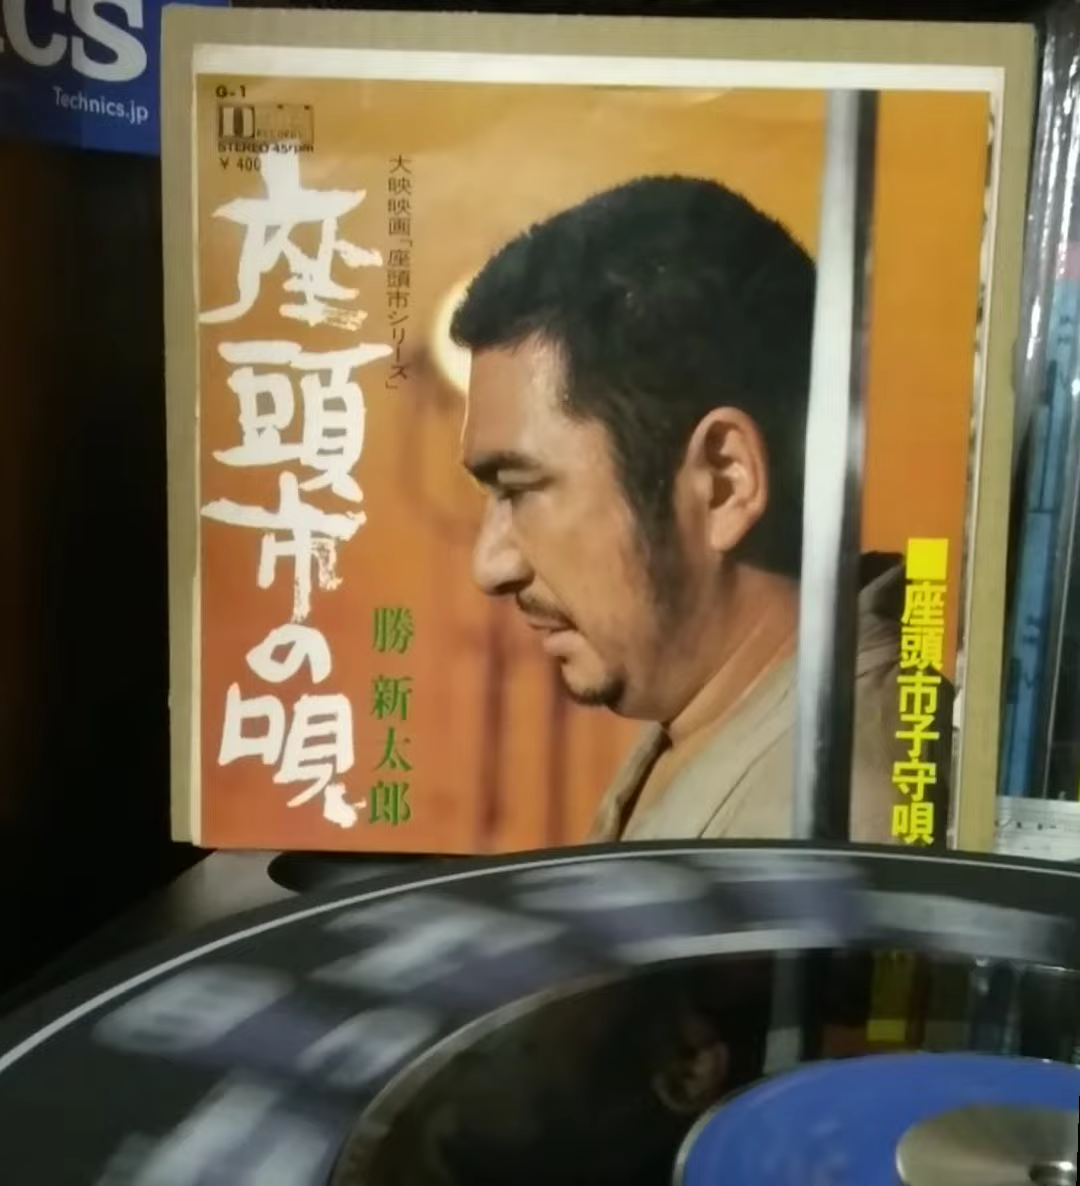 CS
Technics.jp
G-1
RECORDS
STEREO 45rpm
¥ 400
大映映画「座頭市シリーズ」
座頭市の唄
勝 新太郎
■座頭市子守唄